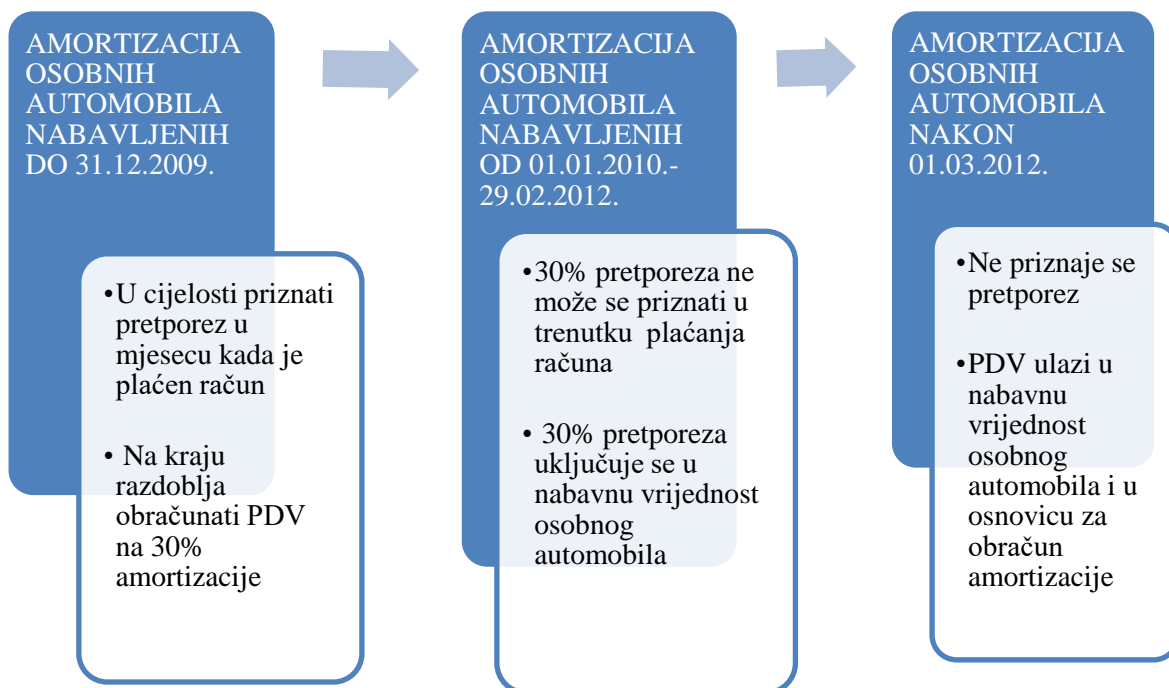 AMORTIZACIJA
OSOBNIH
AUTOMOBILA
NABAVLJENIH
DO 31.12.2009.
•U cijelosti priznati
pretporez u
mjesecu kada je
plaćen račun
• Na kraju
razdoblja
obračunati PDV
na 30%
amortizacije
AMORTIZACIJA
OSOBNIH
AUTOMOBILA
NABAVLJENIH
OD 01.01.2010.-
29.02.2012.
•30% pretporeza ne
može se priznati u
trenutku plaćanja
računa
• 30% pretporeza
uključuje se u
nabavnu vrijednost
osobnog
automobila
AMORTIZACIJA
OSOBNIH
AUTOMOBILA
NAKON
01.03.2012.
•Ne priznaje se
pretporez
•PDV ulazi u
nabavnu
vrijednost
osobnog
automobila i u
osnovicu za
obračun
amortizacije